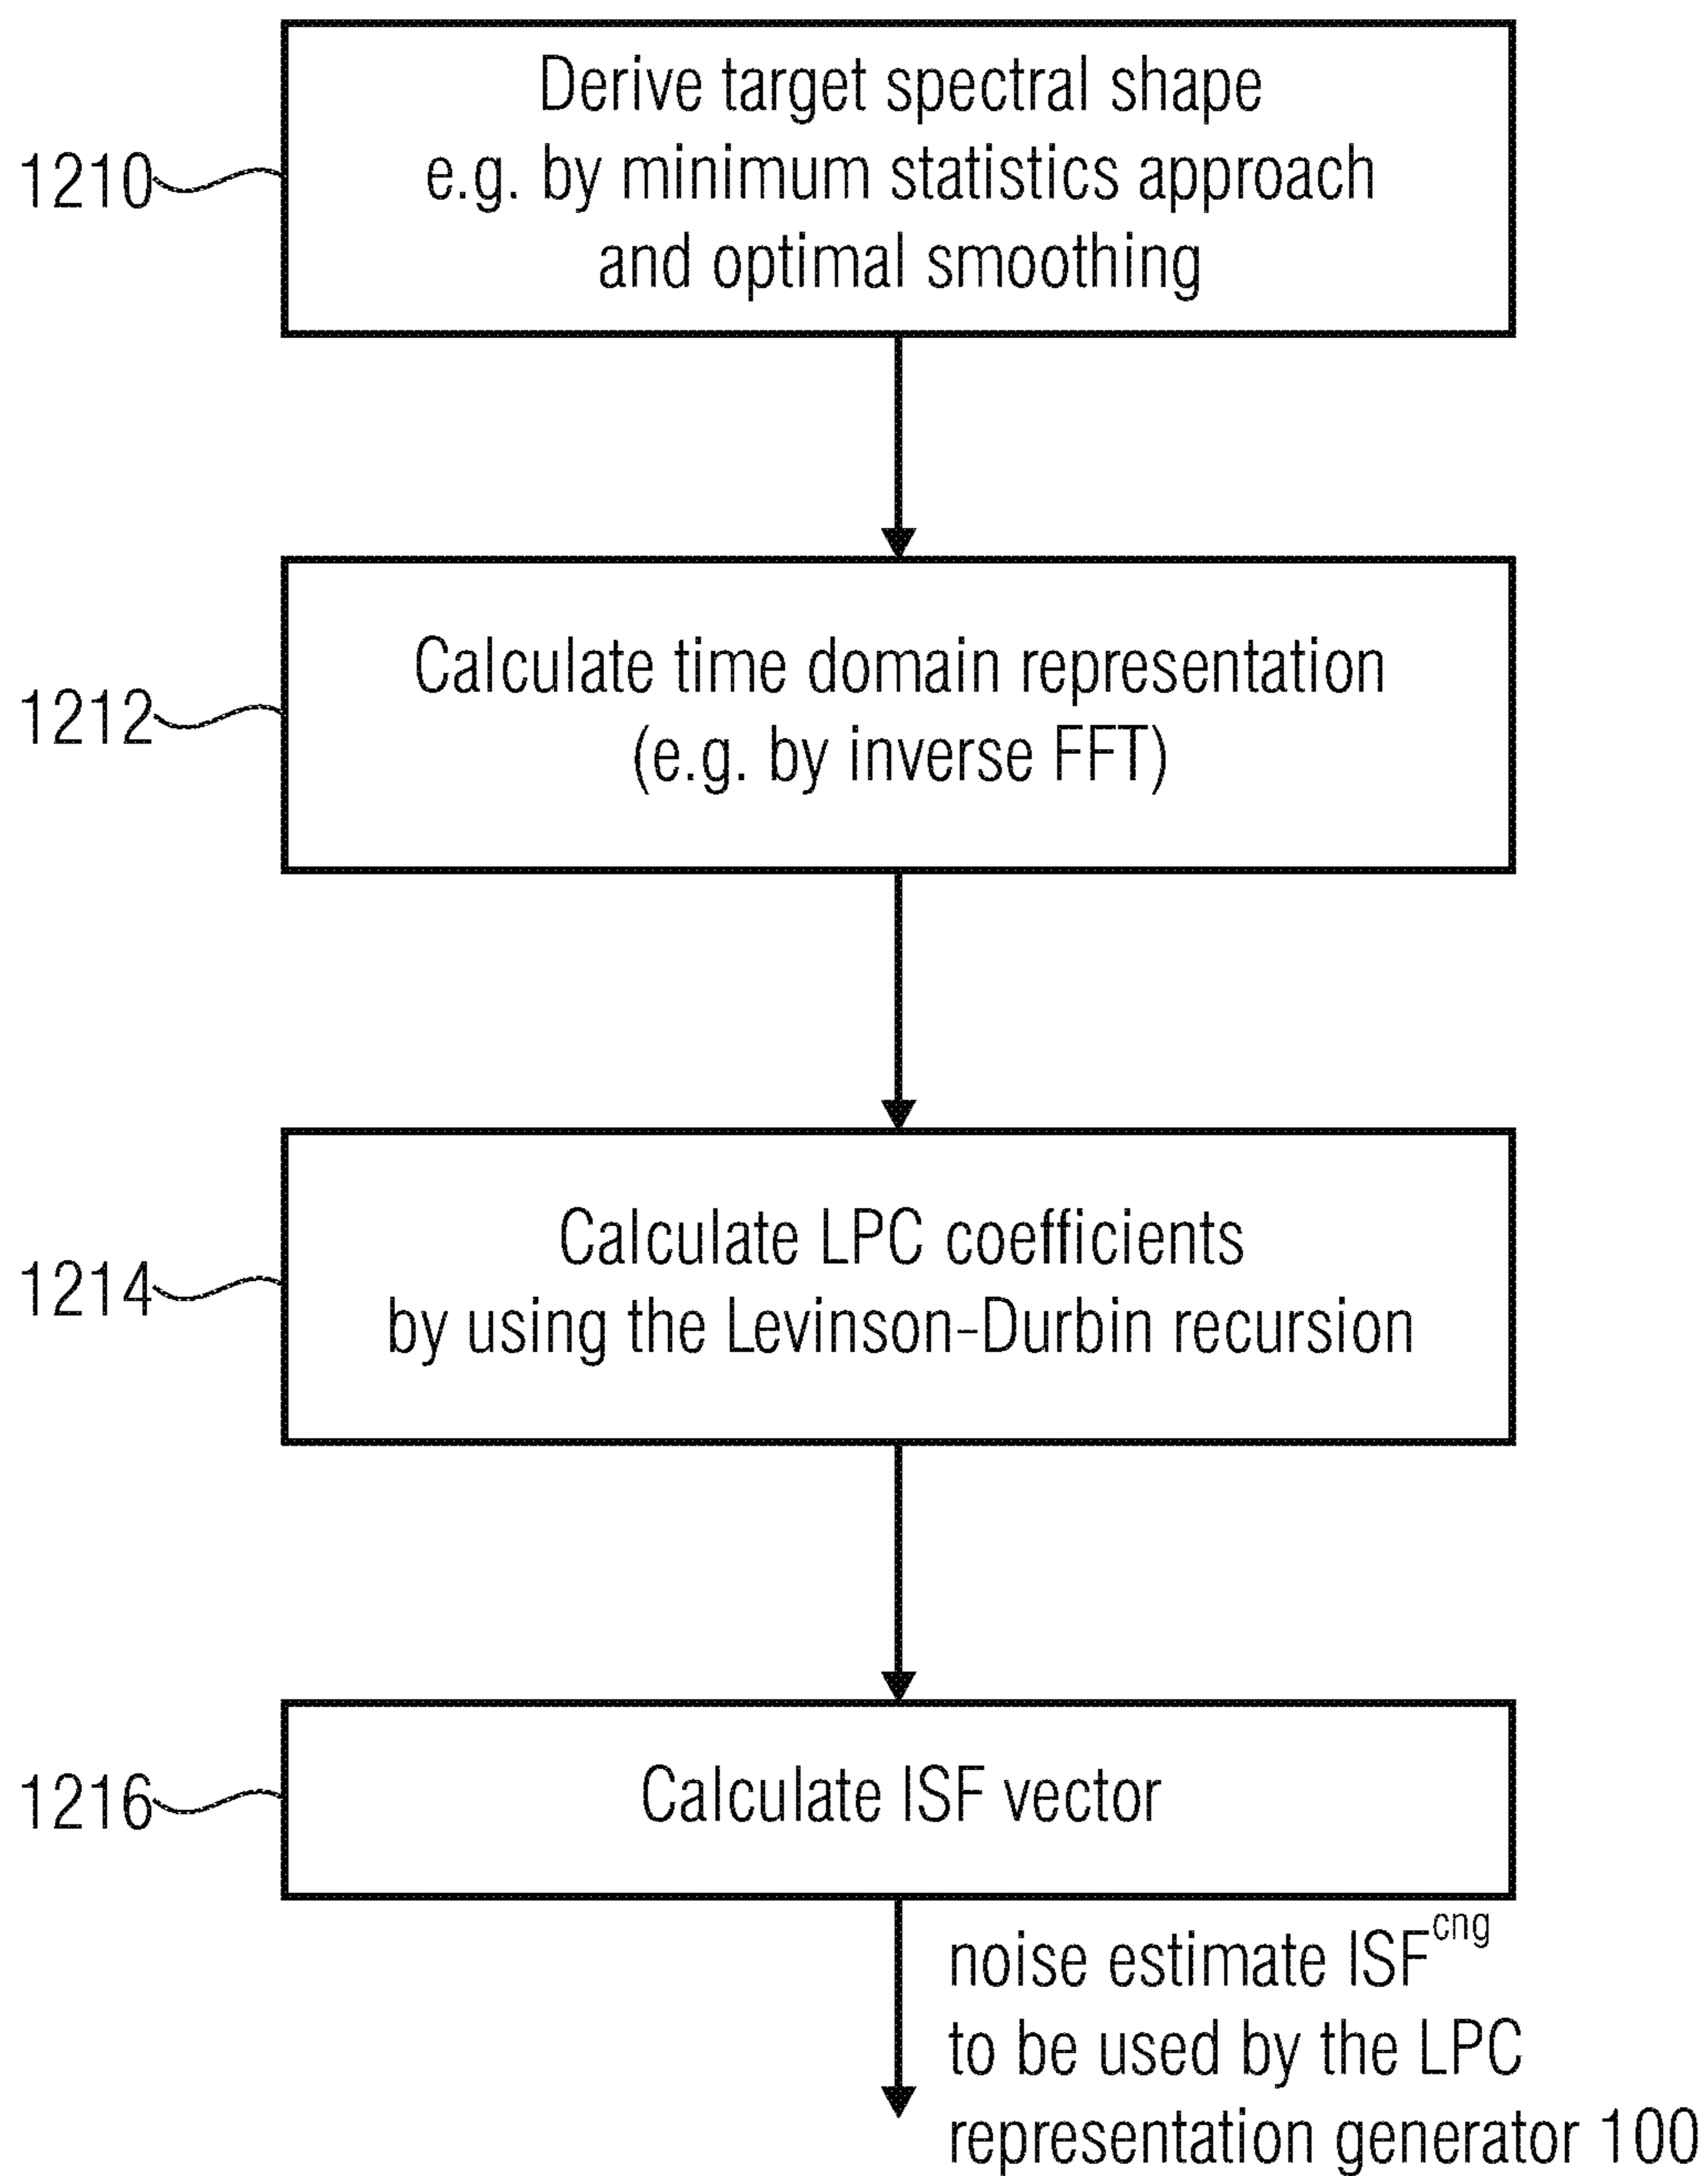 Derive target spectral shape
1210 e.g. by minimum statistics approach
and optimal smoothing
Calculate time domain representation
1212 (e.g. by inverse FFT)
Calculate LPC coefficients
1214 by using the Levinson-Durbin recursion
1216 Calculate ISF vector
noise estimate ISF^cng
to be used by the LPC
representation generator 100